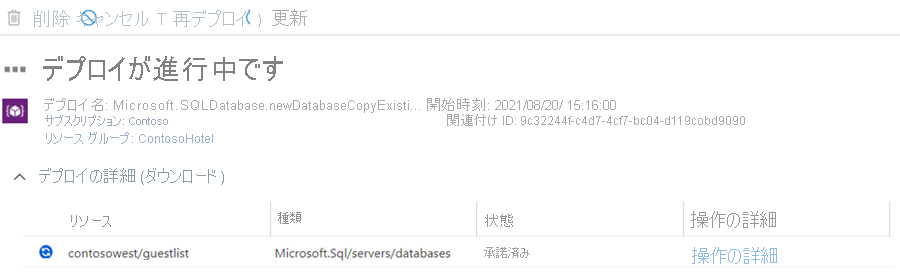 削除 キャンセル T 再デプロイ ) 更新
デプロイが進行中です
デプロイ名: Microsoft.SQLDatabase.newDatabaseCopyExisti... 開始時刻: 2021/08/20/ 15:16:00
サブスクリプション: Contoso 関連付け ID: 9c32244f-c4d7-4cf7-bc04-d119cobd9090
リソース グループ: ContosoHotel
デプロイの詳細 (ダウンロード )
リソース 種類 状態 操作の詳細
contosowest/guestlist Microsoft.Sql/servers/databases 承諾済み 操作の詳細